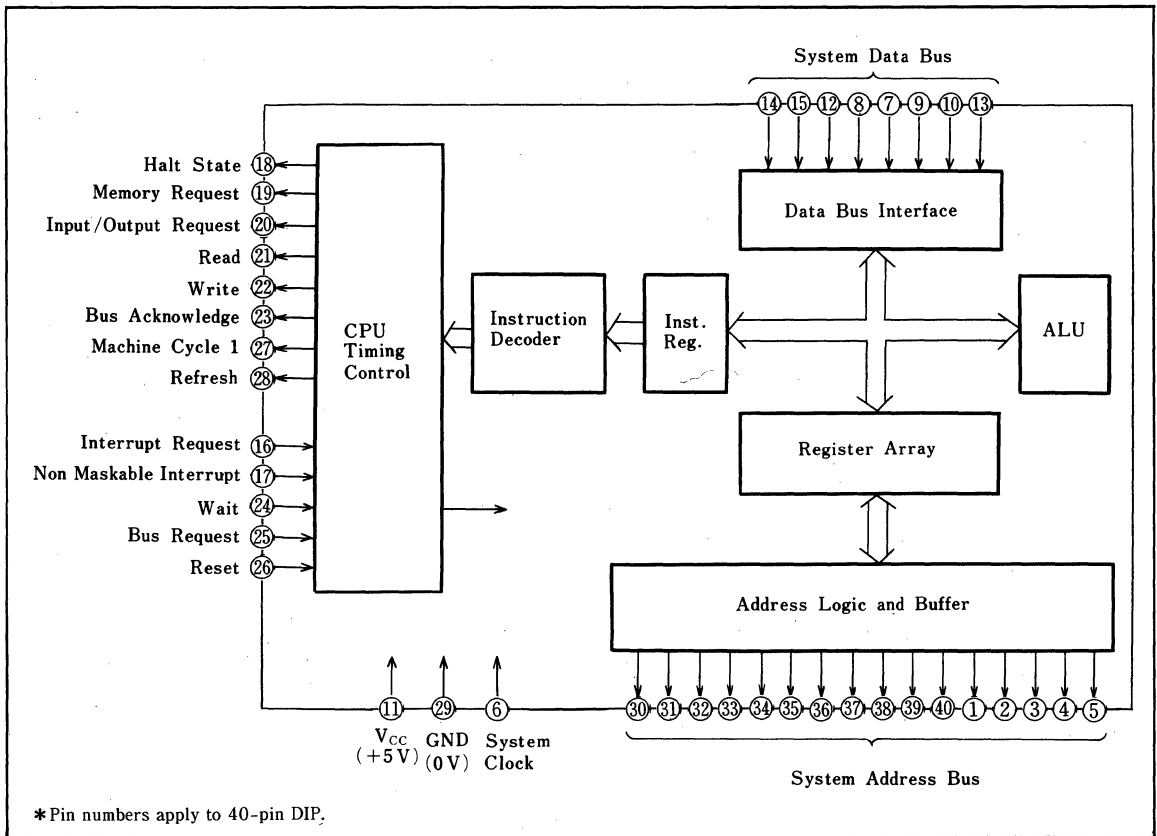 System Data Bus
14 15 12 8 7 9 10 13
Halt State 18
Memory Request 19
Input/Output Request 20
Read 21
Write 22
Bus Acknowledge 23
Machine Cycle 1 27
Refresh 28
Interrupt Request 16
Non Maskable Interrupt 17
Wait 24
Bus Request 25
Reset 26
CPU
Timing
Control
Instruction
Decoder
Inst.
Reg.
Data Bus Interface
ALU
Register Array
Address Logic and Buffer
30 31 32 33 34 35 36 37 38 39 40 1 2 3 4 5
System Address Bus
11 29 6
VCC GND System
(+5V) (0V) Clock
*Pin numbers apply to 40-pin DIP.